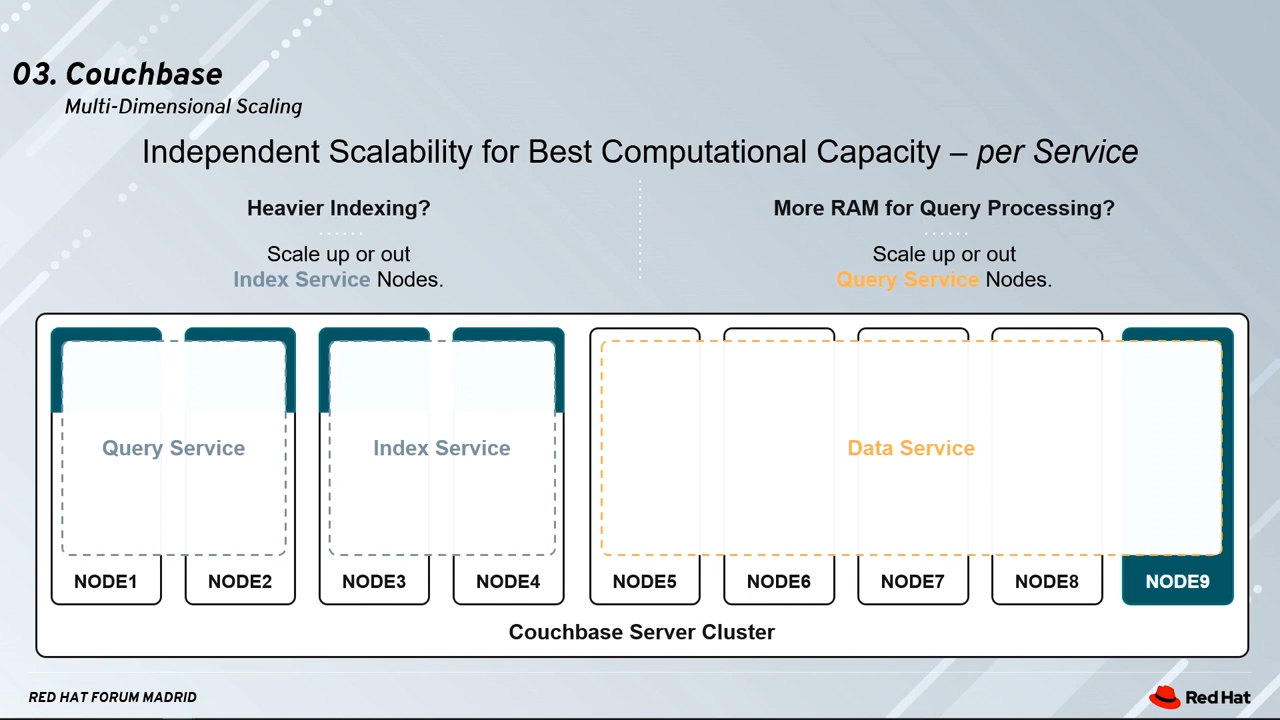 03. Couchbase
Multi-Dimensional Scaling
Independent Scalability for Best Computational Capacity – per Service
Heavier Indexing?
Scale up or out
Index Service Nodes.
More RAM for Query Processing?
Scale up or out
Query Service Nodes.
Query Service
Index Service
Data Service
NODE1
NODE2
NODE3
NODE4
NODE5
NODE6
NODE7
NODE8
NODE9
Couchbase Server Cluster
RED HAT FORUM MADRID
Red Hat